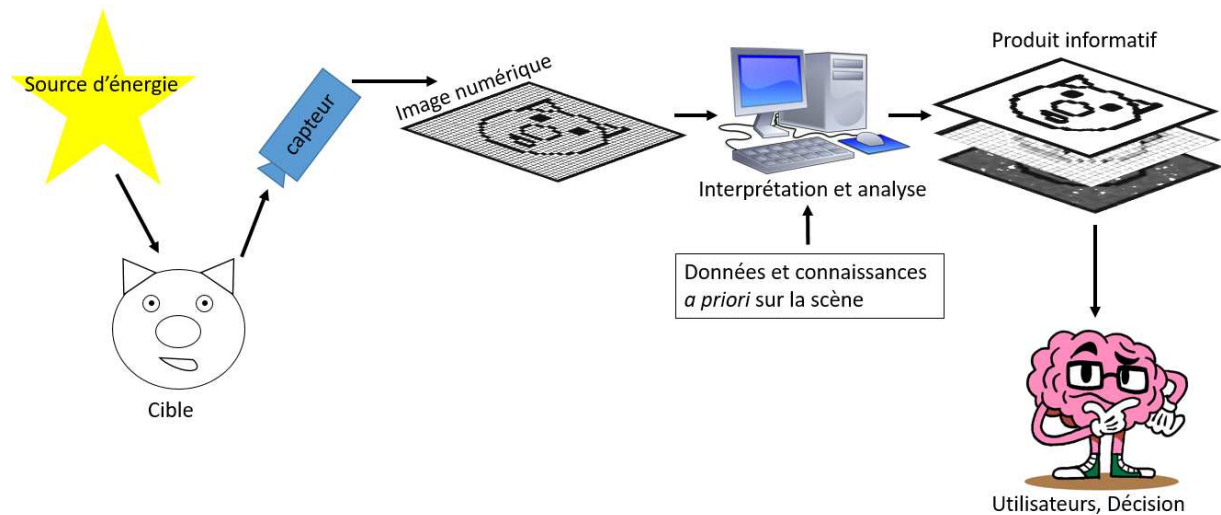 Source d'énergie
capteur
Image numérique
Produit informatif
Interprétation et analyse
Données et connaissances
a priori sur la scène
Cible
Utilisateurs, Décision